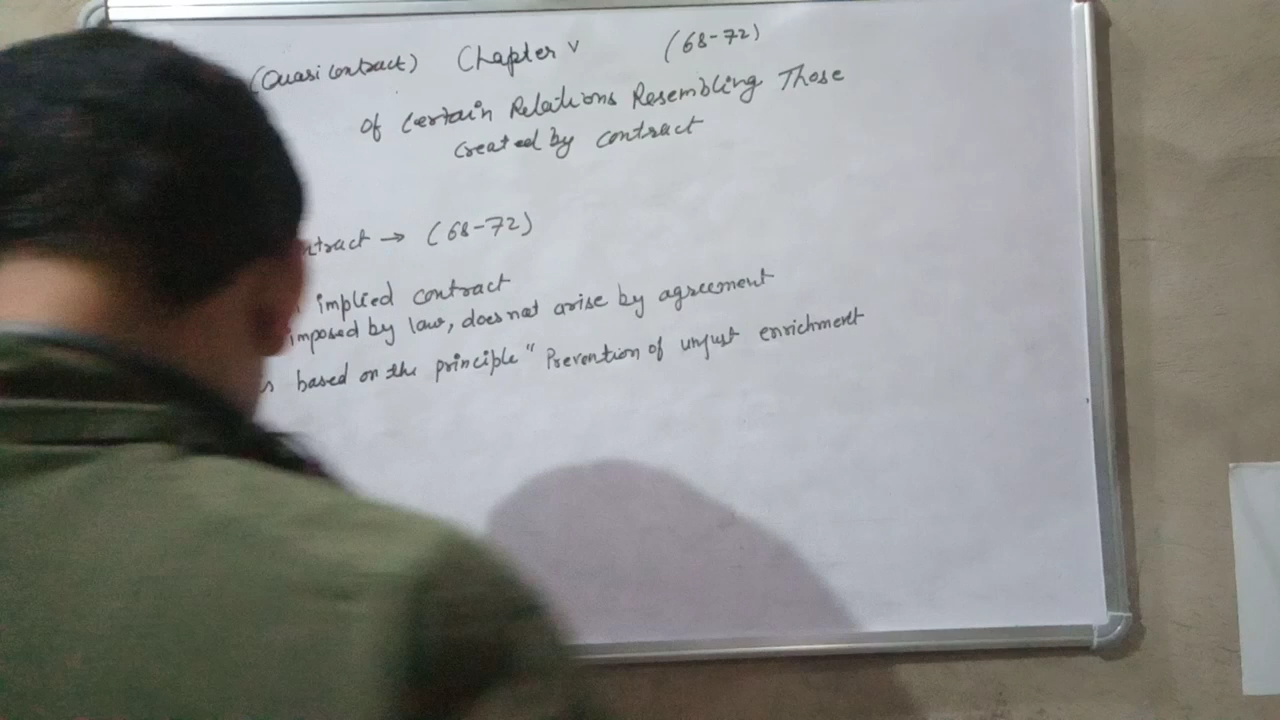 (Quasi Contract) Chapter V (68-72)
Of Certain Relations Resembling Those
created by contract
ntract → (68-72)
implied contract
imposed by law, does not arise by agreement
s based on the principle " Prevention of unjust enrichment